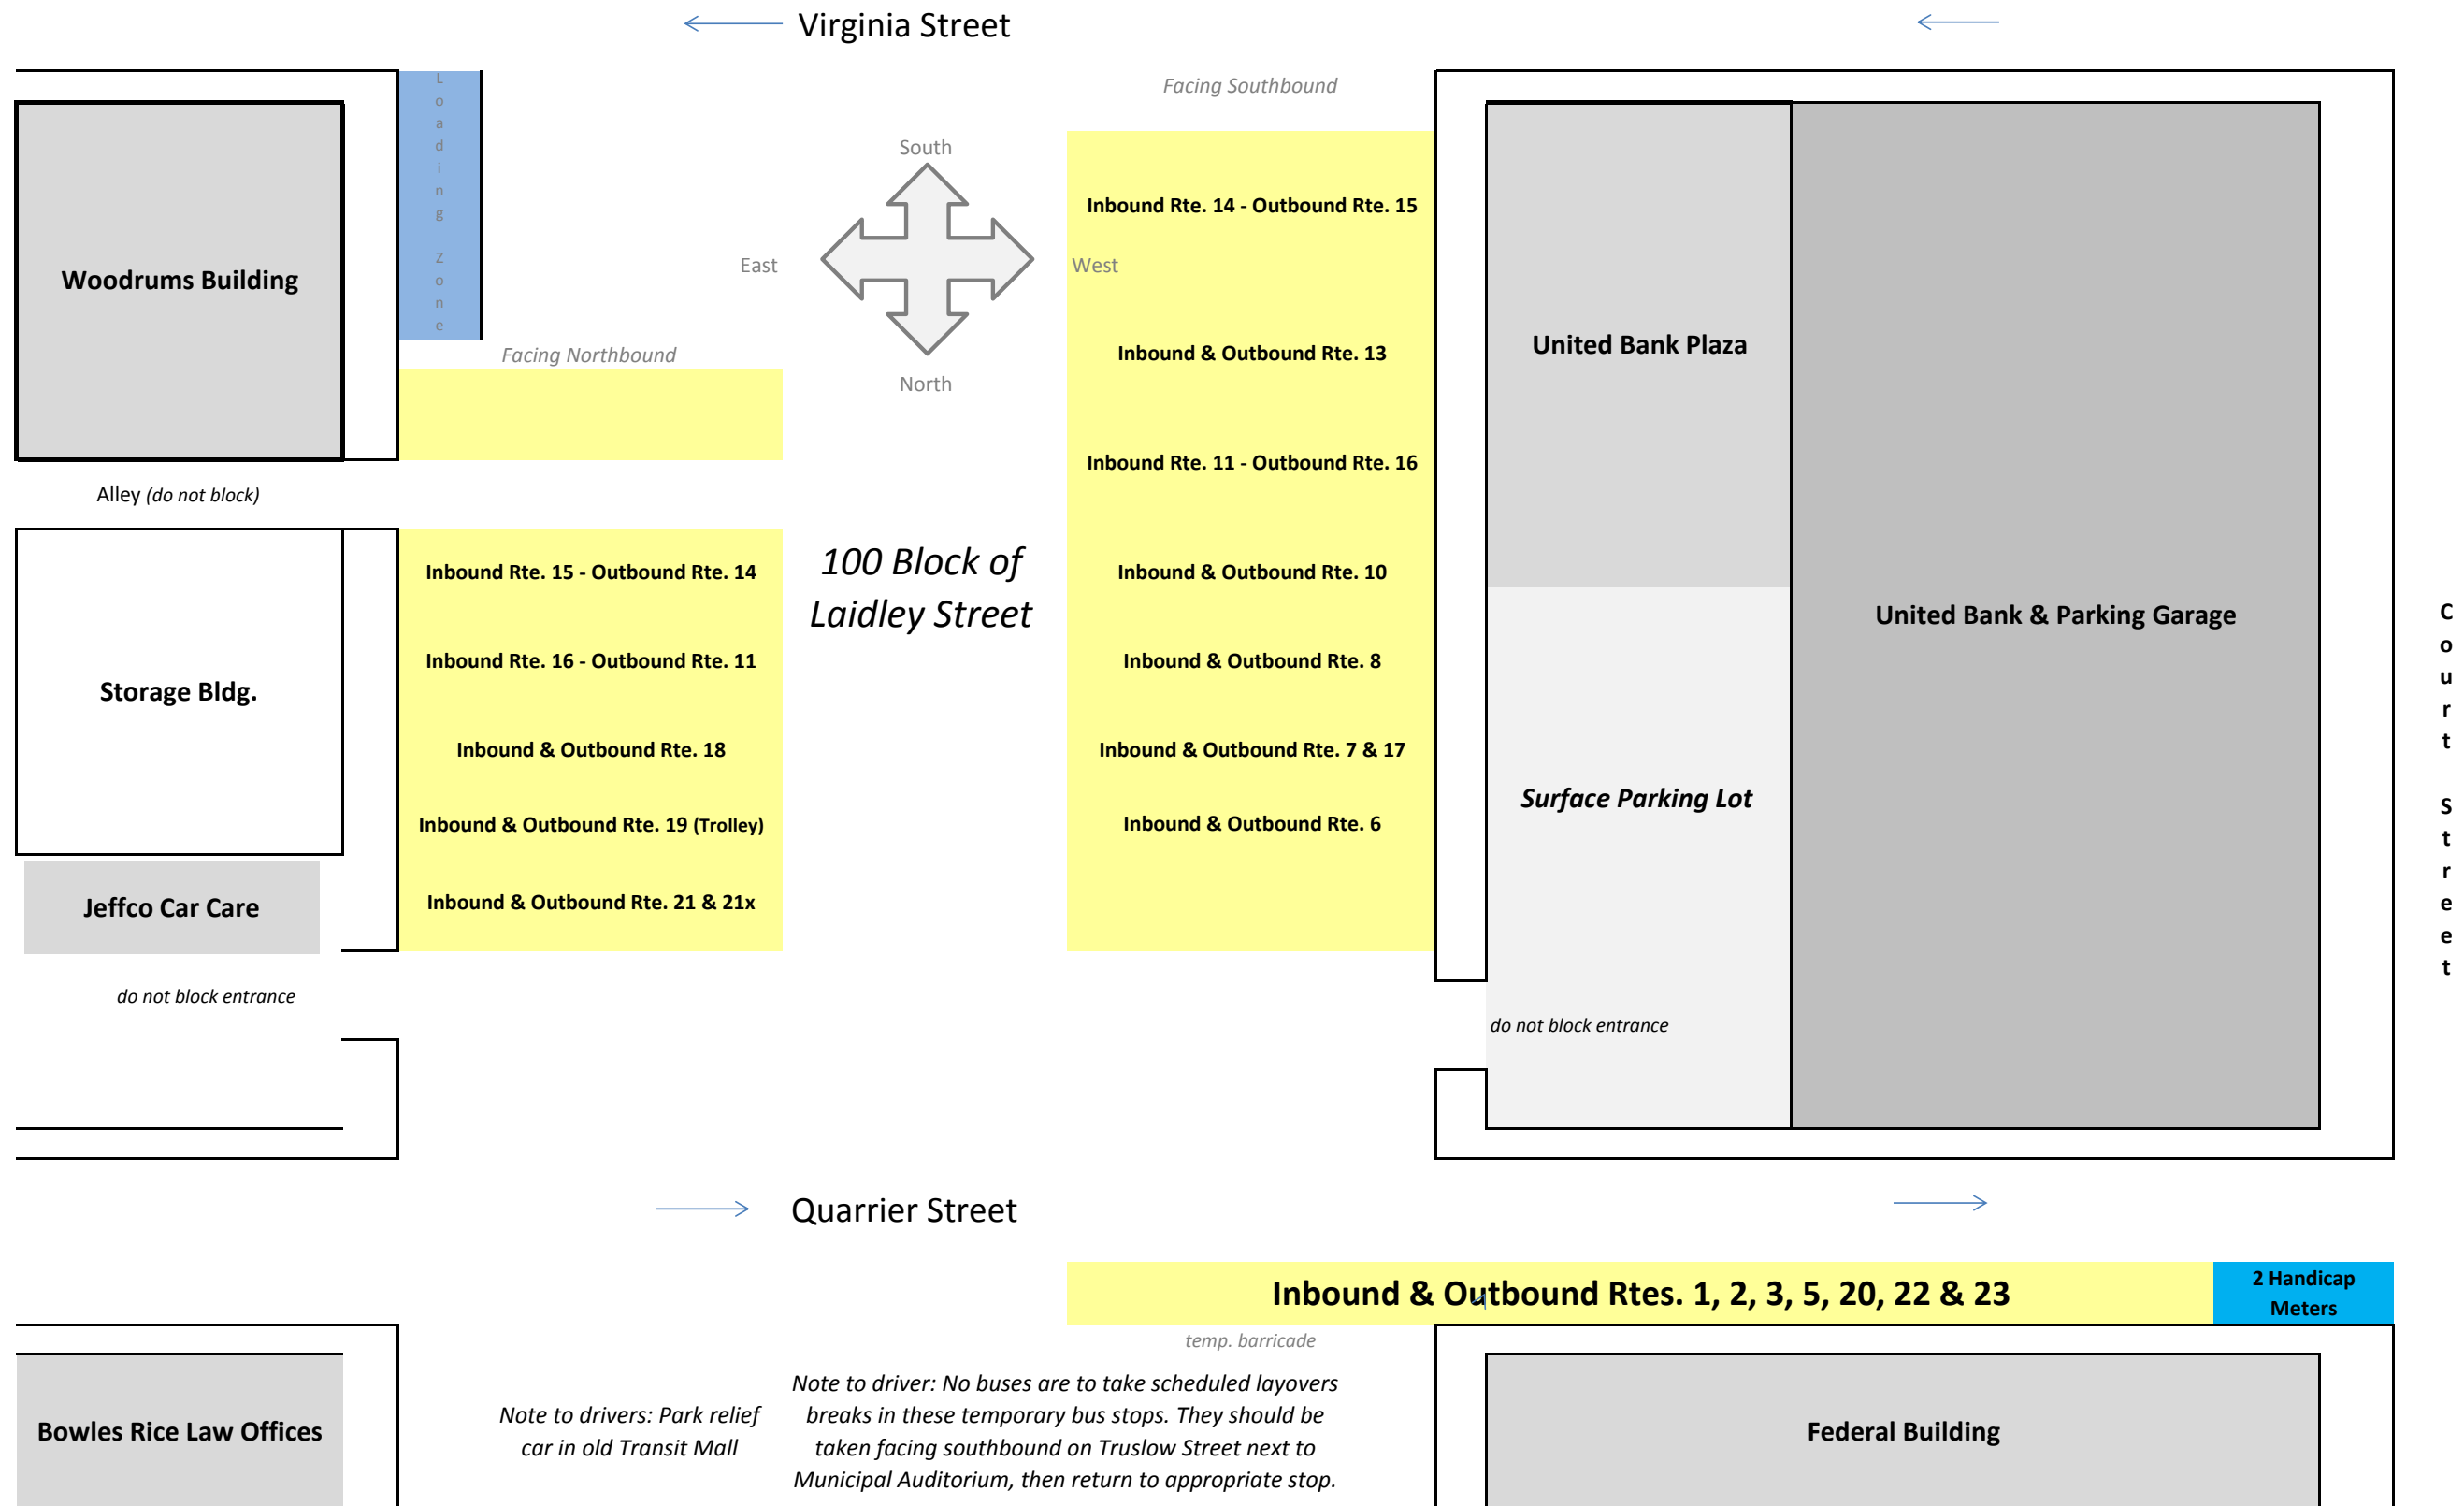 Virginia Street
Loading Zone
Facing Southbound
South
Inbound Rte. 14 - Outbound Rte. 15
East
West
Woodrums Building
United Bank Plaza
Facing Northbound
Inbound & Outbound Rte. 13
North
Inbound Rte. 11 - Outbound Rte. 16
Alley (do not block)
Inbound Rte. 15 - Outbound Rte. 14
100 Block of
Laidley Street
Inbound & Outbound Rte. 10
United Bank & Parking Garage
Court Street
Inbound Rte. 16 - Outbound Rte. 11
Inbound & Outbound Rte. 8
Storage Bldg.
Inbound & Outbound Rte. 18
Inbound & Outbound Rte. 7 & 17
Surface Parking Lot
Inbound & Outbound Rte. 19 (Trolley)
Inbound & Outbound Rte. 6
Jeffco Car Care
Inbound & Outbound Rte. 21 & 21x
do not block entrance
do not block entrance
Quarrier Street
Inbound & Outbound Rtes. 1, 2, 3, 5, 20, 22 & 23
2 Handicap
Meters
temp. barricade
Bowles Rice Law Offices
Note to drivers: Park relief
car in old Transit Mall
Note to driver: No buses are to take scheduled layovers
breaks in these temporary bus stops. They should be
taken facing southbound on Truslow Street next to
Municipal Auditorium, then return to appropriate stop.
Federal Building